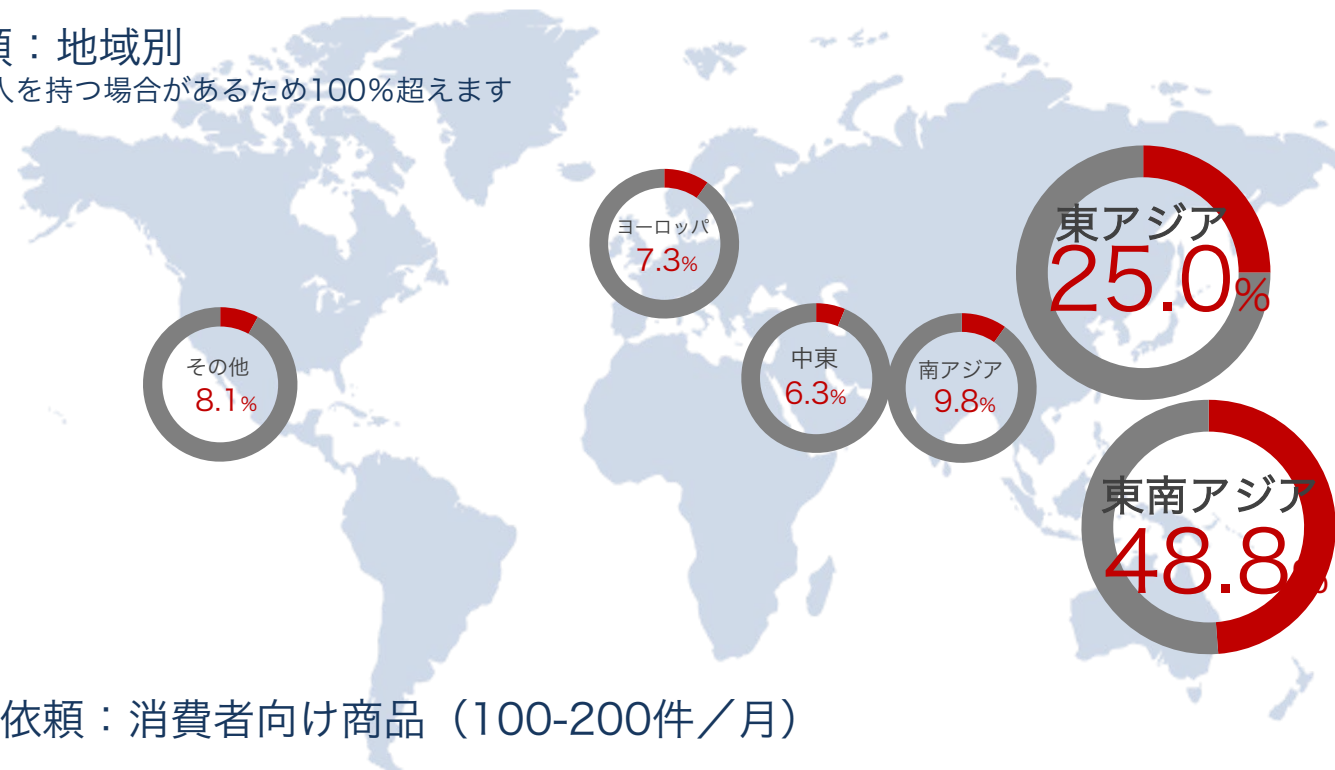 頼：地域別
人を持つ場合があるため100％超えます
ヨーロッパ
7.3%
東アジア
25.0%
その他
8.1%
中東
6.3%
南アジア
9.8%
東南アジア
48.8%
依頼：消費者向け商品（100-200件／月）